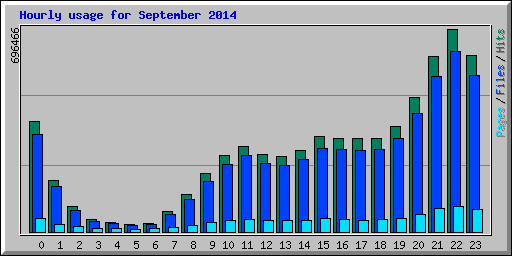 Hourly usage for September 2014
696466
Pages/Files/Hits
0 1 2 3 4 5 6 7 8 9 10 11 12 13 14 15 16 17 18 19 20 21 22 23